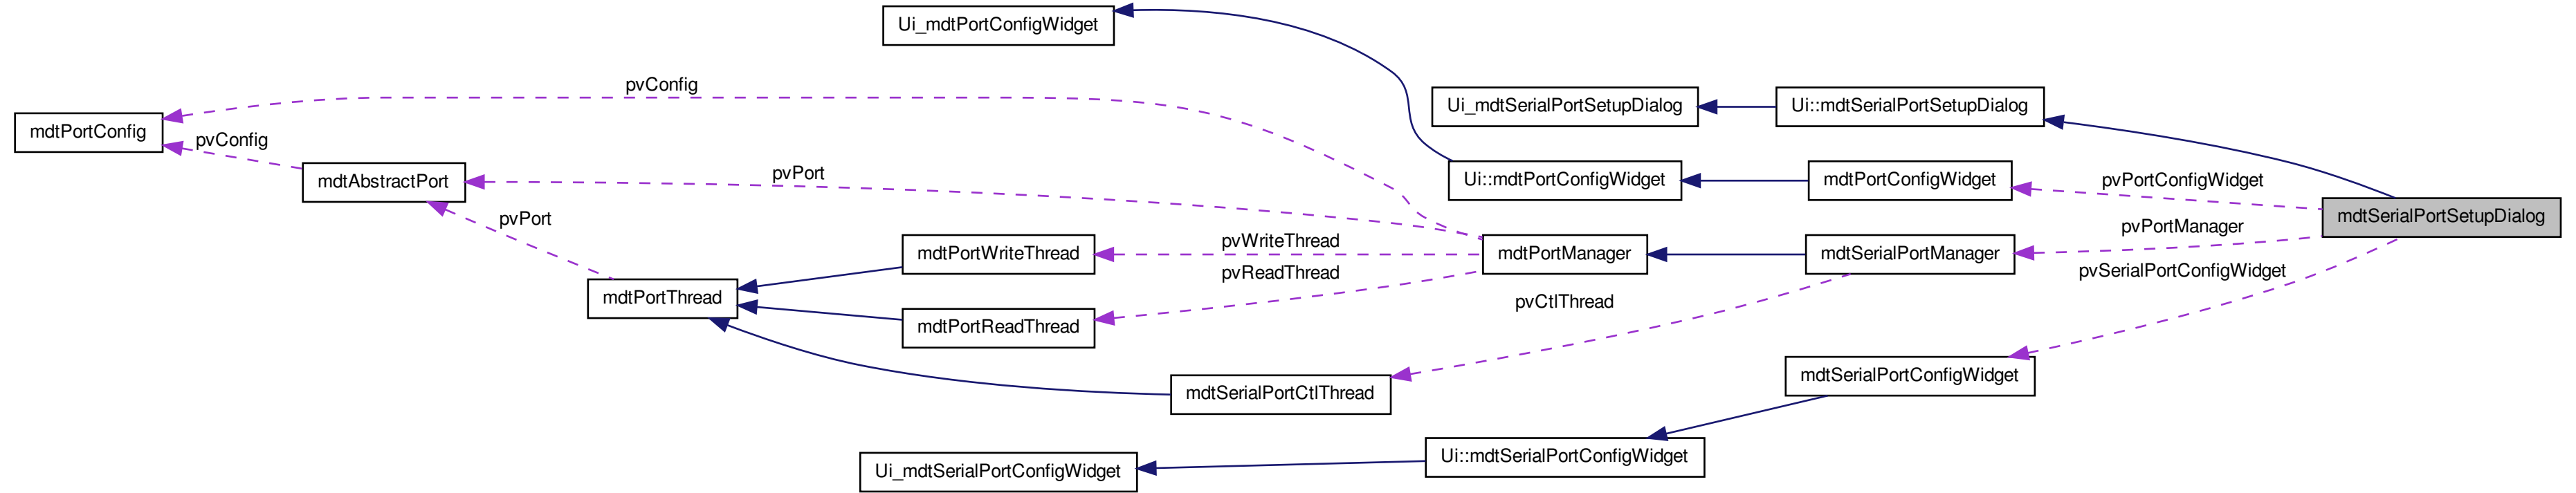 Ui_mdtPortConfigWidget
pvConfig
Ui_mdtSerialPortSetupDialog
Ui::mdtSerialPortSetupDialog
mdtPortConfig
pvConfig
mdtAbstractPort
pvPort
Ui::mdtPortConfigWidget
mdtPortConfigWidget
pvPortConfigWidget
mdtSerialPortSetupDialog
pvPort
pvPortManager
mdtPortWriteThread
pvWriteThread
mdtPortManager
mdtSerialPortManager
pvReadThread
pvSerialPortConfigWidget
mdtPortThread
pvCtlThread
mdtPortReadThread
mdtSerialPortConfigWidget
mdtSerialPortCtlThread
Ui::mdtSerialPortConfigWidget
Ui_mdtSerialPortConfigWidget